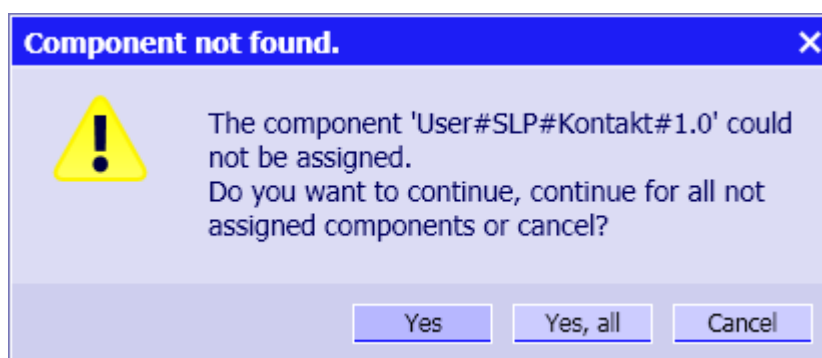 Component not found.
The component 'User#SLP#Kontakt#1.0' could
not be assigned.
Do you want to continue, continue for all not
assigned components or cancel?
Yes
Yes, all
Cancel